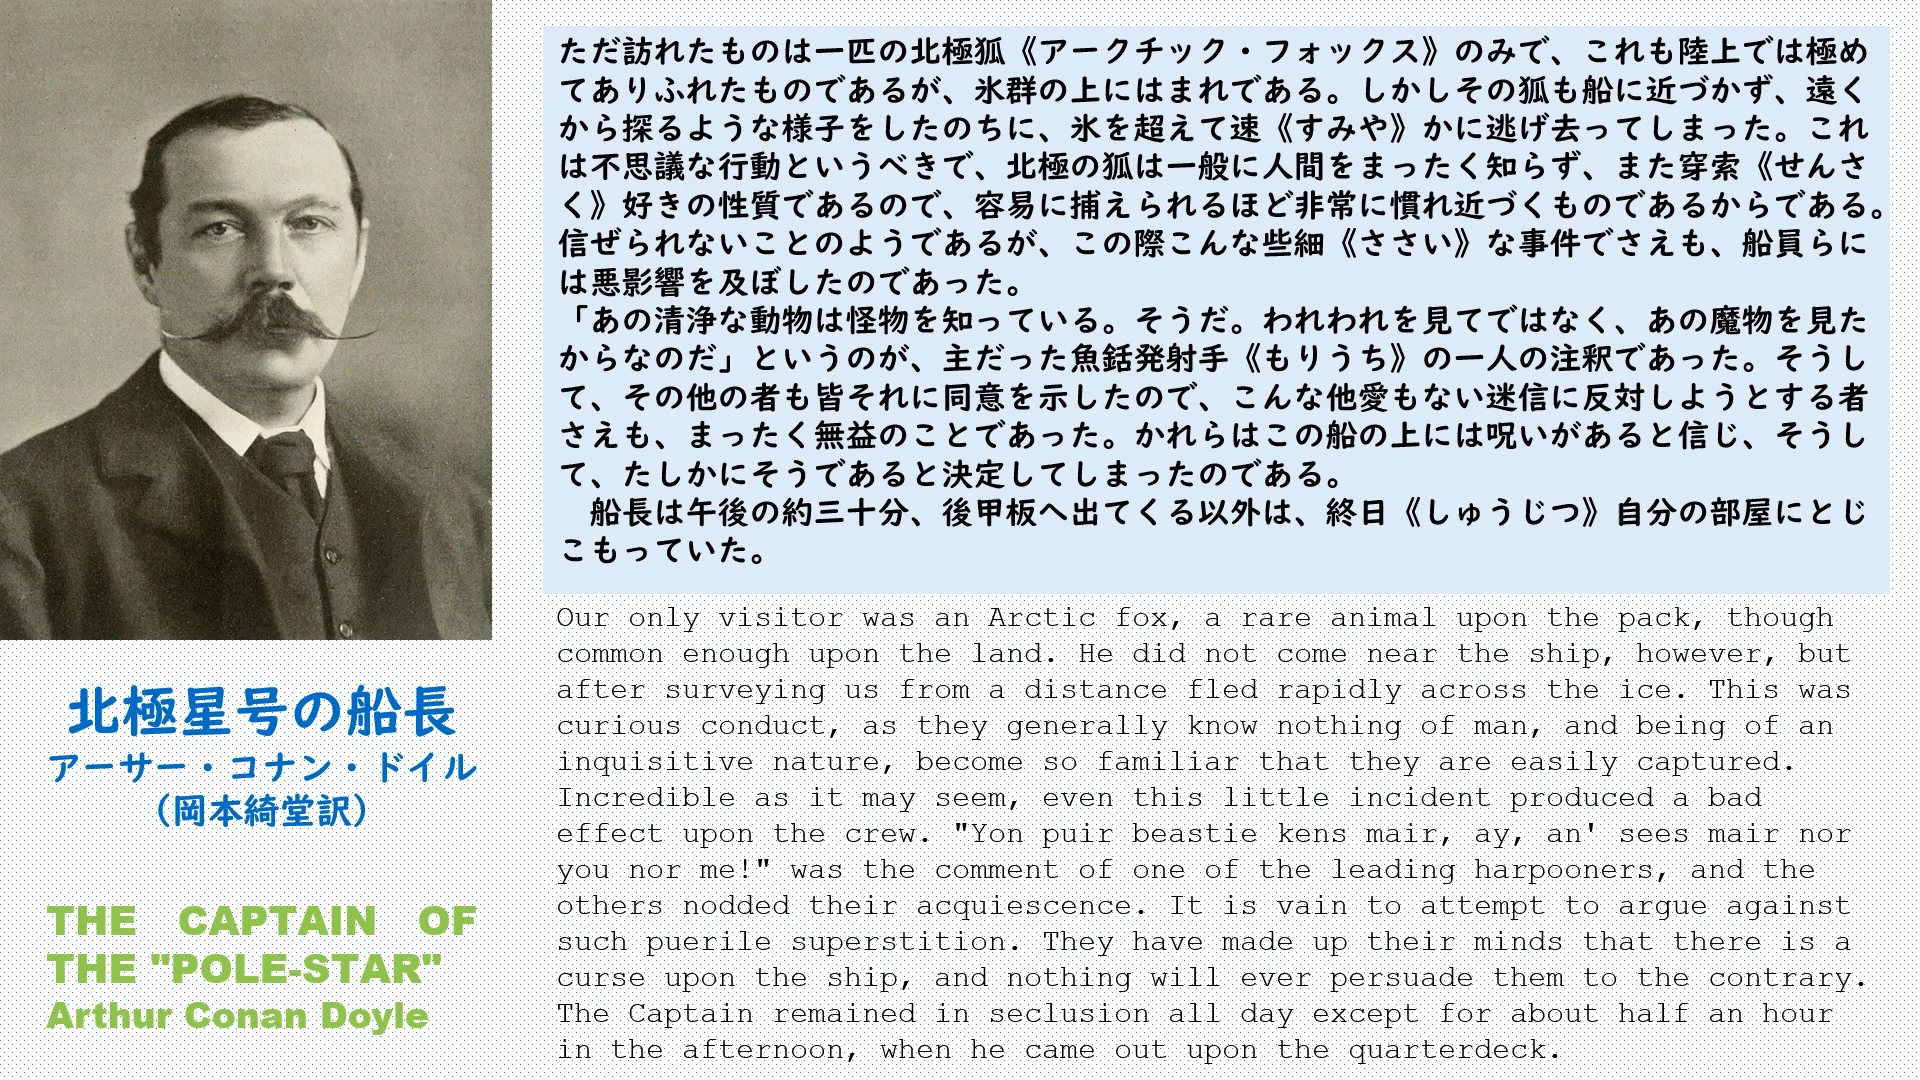 ただ訪れたものは一匹の北極狐《アークチック・フォックス》のみで、これも陸上では極め
てありふれたものであるが、氷群の上にはまれである。しかしその狐も船に近づかず、遠く
から探るような様子をしたのちに、氷を超えて速《すみや》かに逃げ去ってしまった。これ
は不思議な行動というべきで、北極の狐は一般に人間をまったく知らず、また穿索《せんさ
く》好きの性質であるので、容易に捕えられるほど非常に慣れ近づくものであるからである。
信ぜられないことのようであるが、この際こんな些細《ささい》な事件でさえも、船員らに
は悪影響を及ぼしたのであった。
「あの清浄な動物は怪物を知っている。そうだ。われわれを見てではなく、あの魔物を見た
からなのだ」というのが、主だった魚銛発射手《もりうち》の一人の注釈であった。そうし
て、その他の者も皆それに同意を示したので、こんな他愛もない迷信に反対しようとする者
さえも、まったく無益のことであった。かれらはこの船の上には呪いがあると信じ、そうし
て、たしかにそうであると決定してしまったのである。
　船長は午後の約三十分、後甲板へ出てくる以外は、終日《しゅうじつ》自分の部屋にとじ
こもっていた。
Our only visitor was an Arctic fox, a rare animal upon the pack, though
common enough upon the land. He did not come near the ship, however, but
after surveying us from a distance fled rapidly across the ice. This was
curious conduct, as they generally know nothing of man, and being of an
inquisitive nature, become so familiar that they are easily captured.
Incredible as it may seem, even this little incident produced a bad
effect upon the crew. "Yon puir beastie kens mair, ay, an' sees mair nor
you nor me!" was the comment of one of the leading harpooners, and the
others nodded their acquiescence. It is vain to attempt to argue against
such puerile superstition. They have made up their minds that there is a
curse upon the ship, and nothing will ever persuade them to the contrary.
The Captain remained in seclusion all day except for about half an hour
in the afternoon, when he came out upon the quarterdeck.
北極星号の船長
アーサー・コナン・ドイル
（岡本綺堂訳）
THE CAPTAIN OF
THE "POLE-STAR"
Arthur Conan Doyle